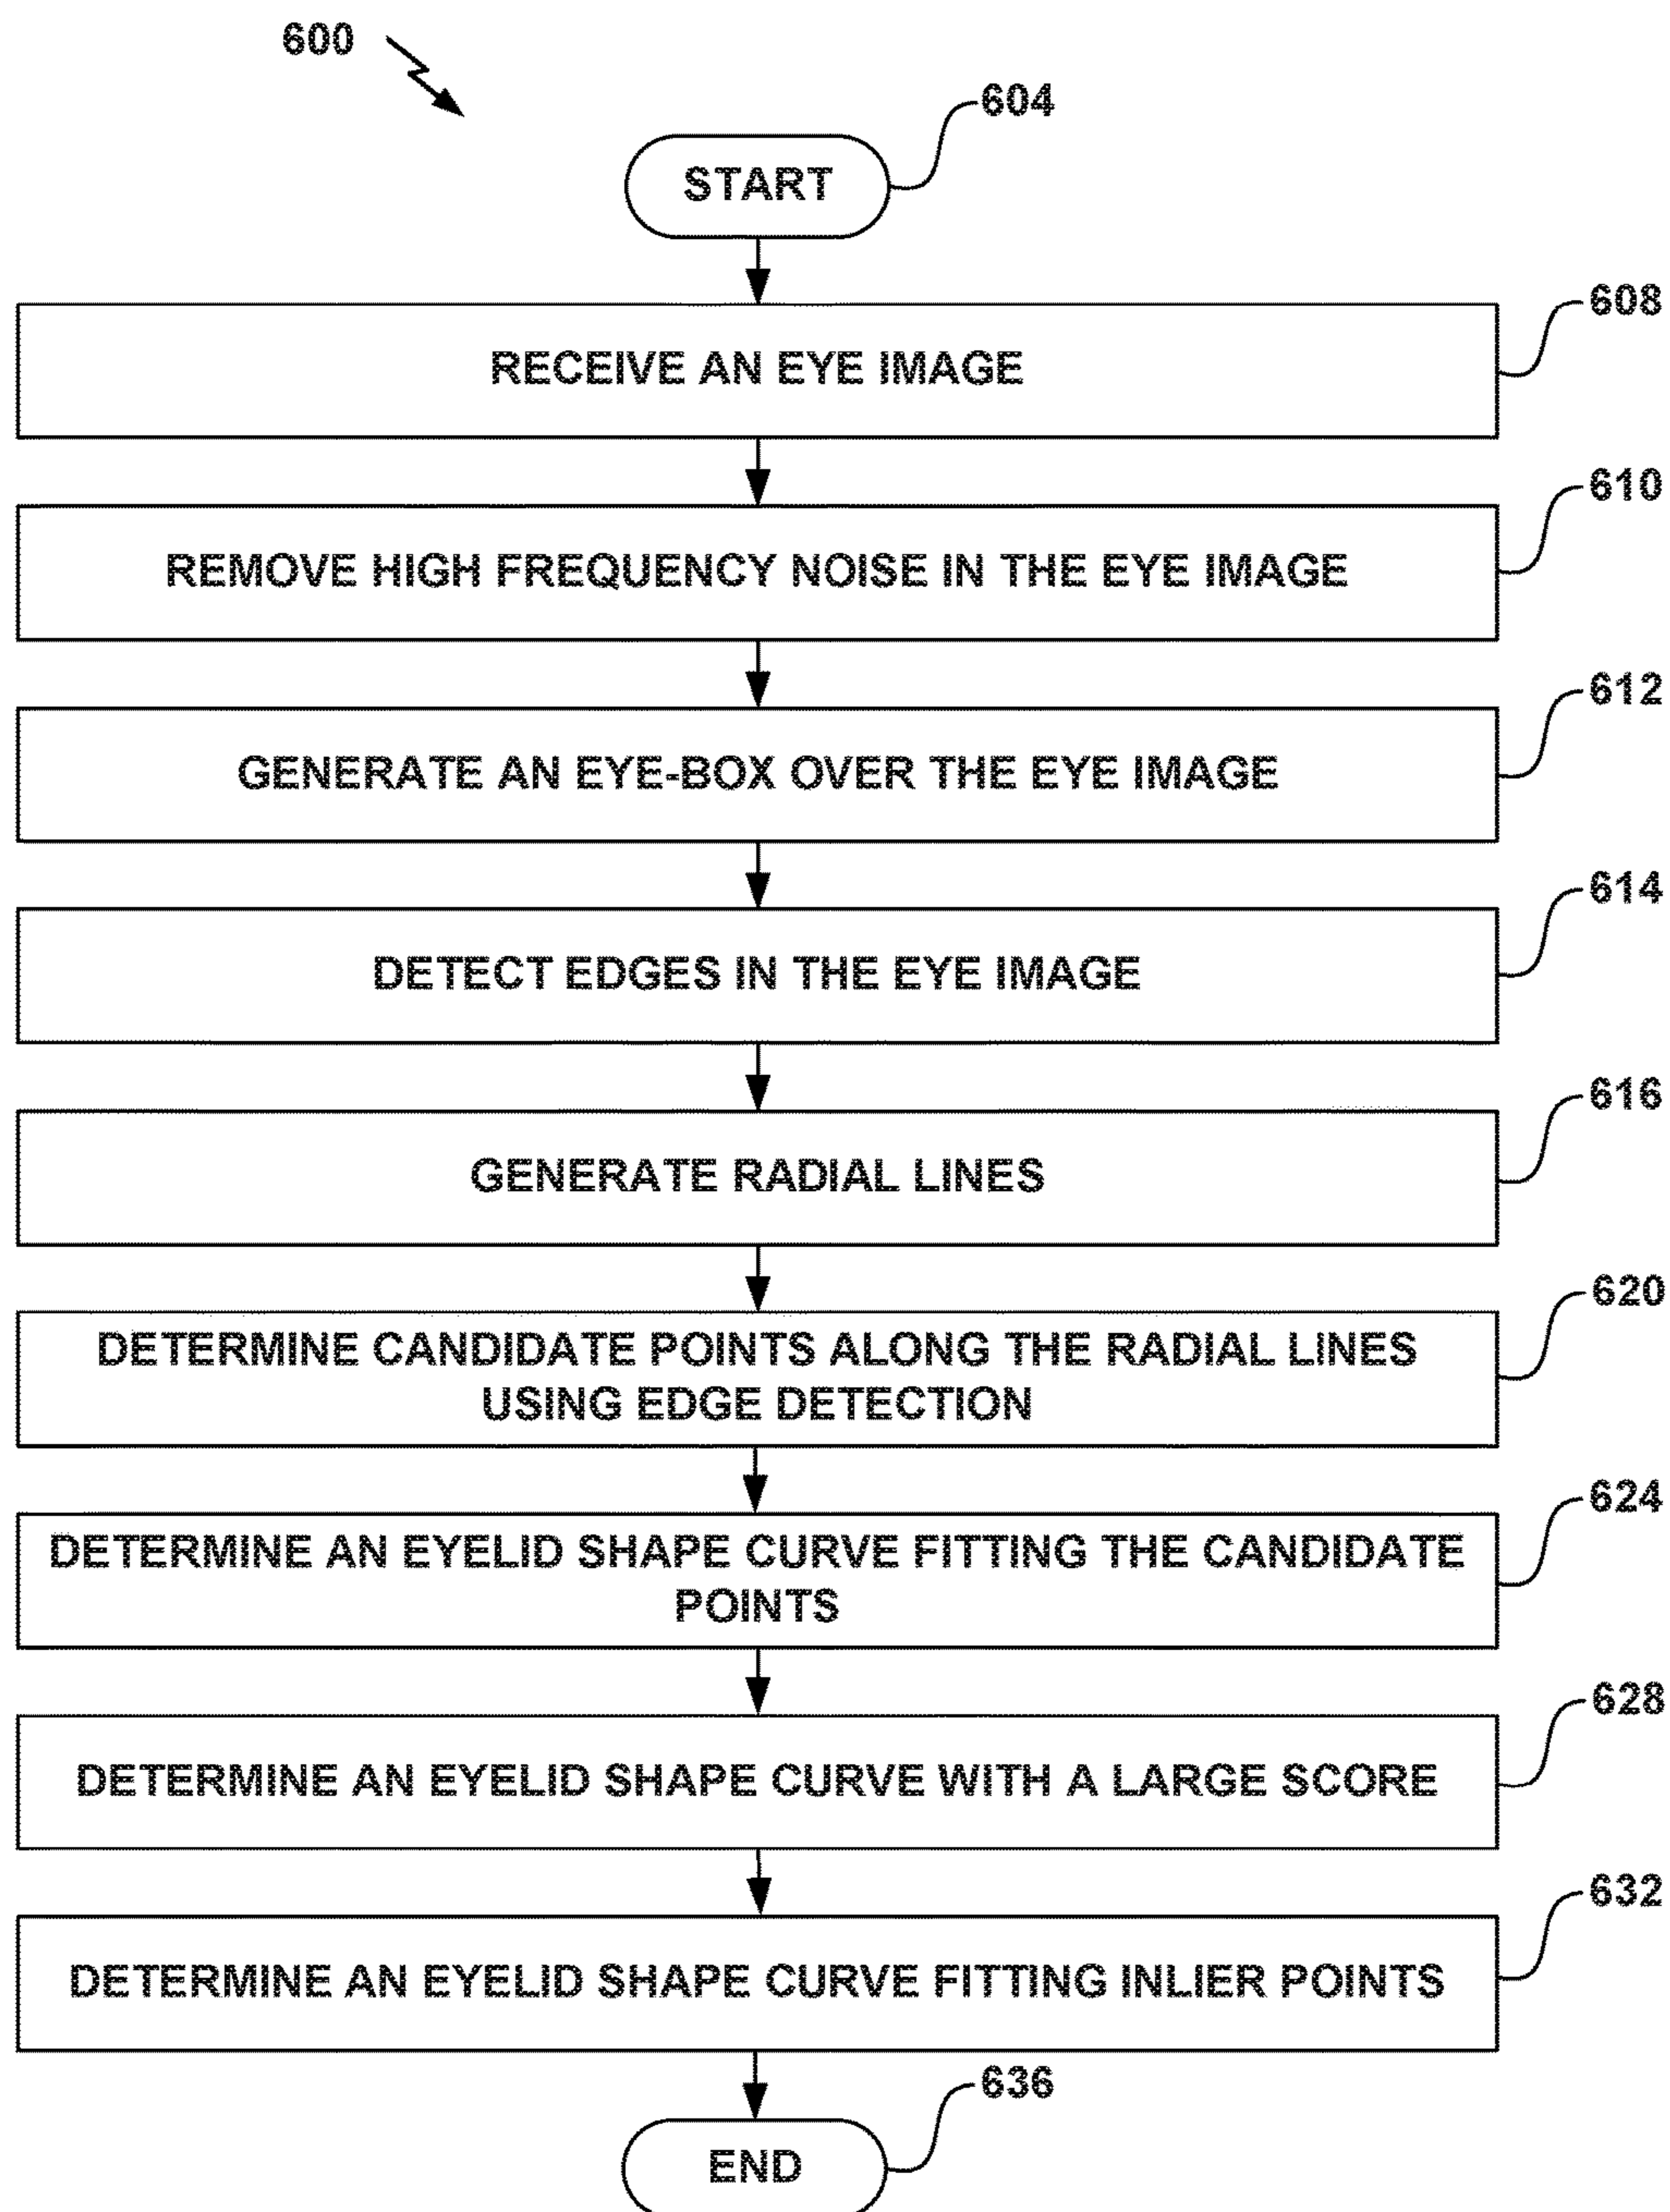 600
604
START
608
RECEIVE AN EYE IMAGE
610
REMOVE HIGH FREQUENCY NOISE IN THE EYE IMAGE
612
GENERATE AN EYE-BOX OVER THE EYE IMAGE
614
DETECT EDGES IN THE EYE IMAGE
616
GENERATE RADIAL LINES
620
DETERMINE CANDIDATE POINTS ALONG THE RADIAL LINES
USING EDGE DETECTION
624
DETERMINE AN EYELID SHAPE CURVE FITTING THE CANDIDATE
POINTS
628
DETERMINE AN EYELID SHAPE CURVE WITH A LARGE SCORE
632
DETERMINE AN EYELID SHAPE CURVE FITTING INLIER POINTS
636
END